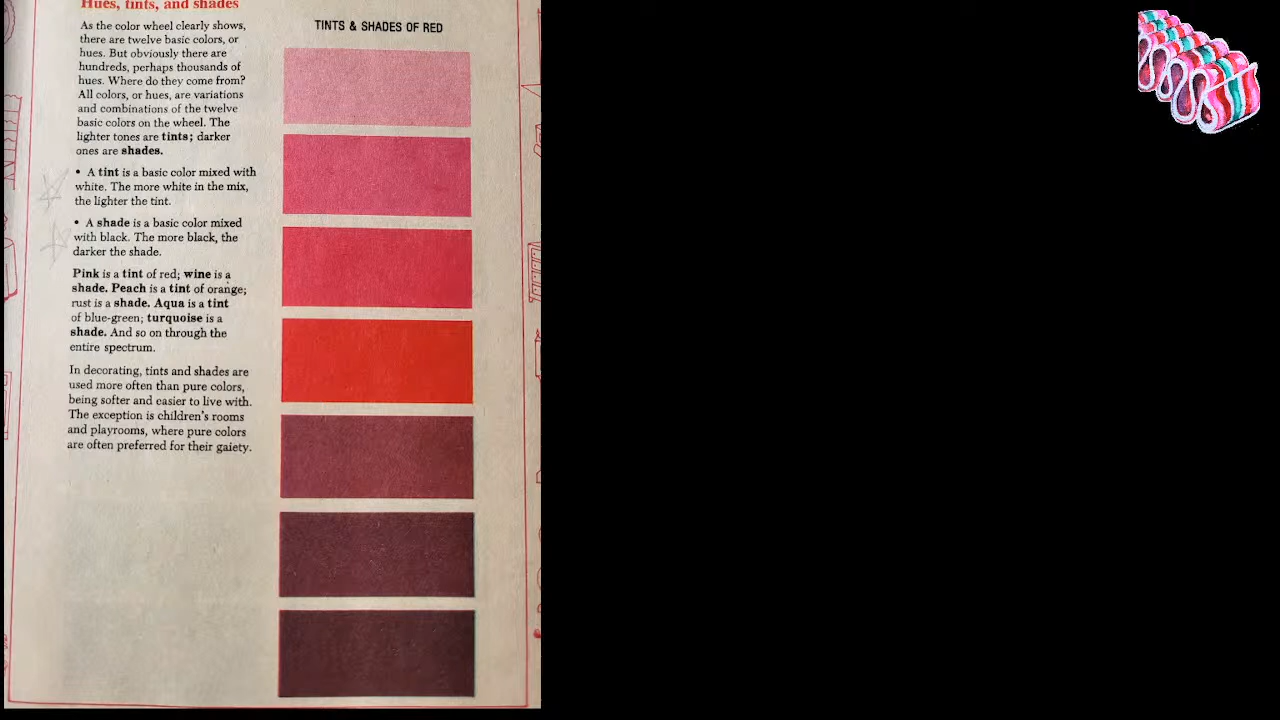 Hues, tints, and shades
As the color wheel clearly shows,
there are twelve basic colors, or
hues. But obviously there are
hundreds, perhaps thousands of
hues. Where do they come from?
All colors, or hues, are variations
and combinations of the twelve
basic colors on the wheel. The
lighter tones are tints; darker
ones are shades.
• A tint is a basic color mixed with
white. The more white in the mix,
the lighter the tint.
• A shade is a basic color mixed
with black. The more black, the
darker the shade.
Pink is a tint of red; wine is a
shade. Peach is a tint of orange;
rust is a shade. Aqua is a tint
of blue-green; turquoise is a
shade. And so on through the
entire spectrum.
In decorating, tints and shades are
used more often than pure colors,
being softer and easier to live with.
The exception is children's rooms
and playrooms, where pure colors
are often preferred for their gaiety.
TINTS & SHADES OF RED